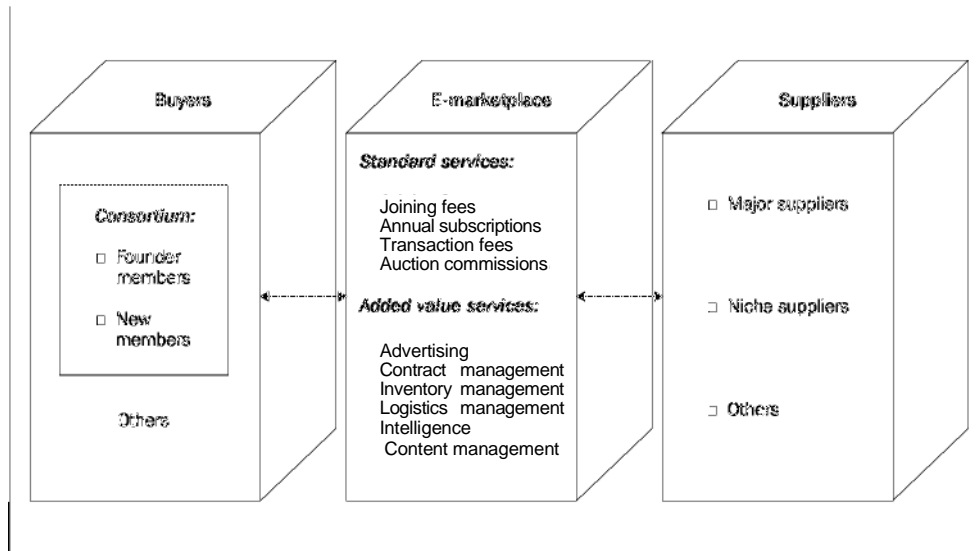 Buyers
Consortium:
Founder
members
New
members
Others
E-marketplace
Standard services:
Joining fees
Annual subscriptions
Transaction fees
Auction commissions
Added value services:
Advertising
Contract management
Inventory management
Logistics management
Intelligence
Content management
Suppliers
Major suppliers
Niche suppliers
Others